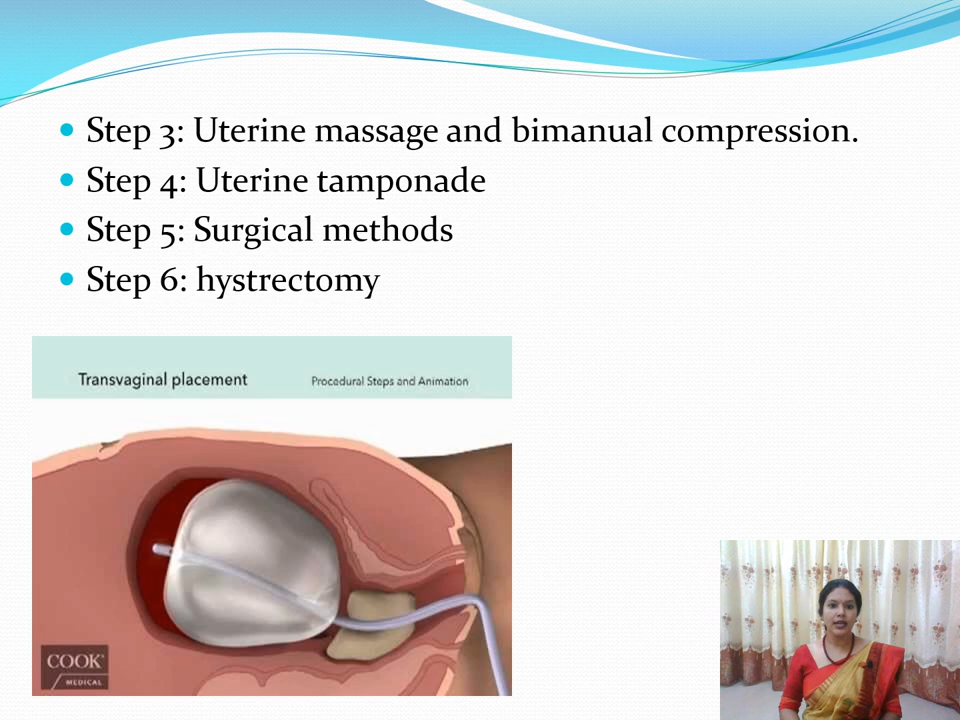 Step 3: Uterine massage and bimanual compression.
Step 4: Uterine tamponade
Step 5: Surgical methods
Step 6: hystrectomy
Transvaginal placement
Procedural Steps and Animation
COOK®
MEDICAL